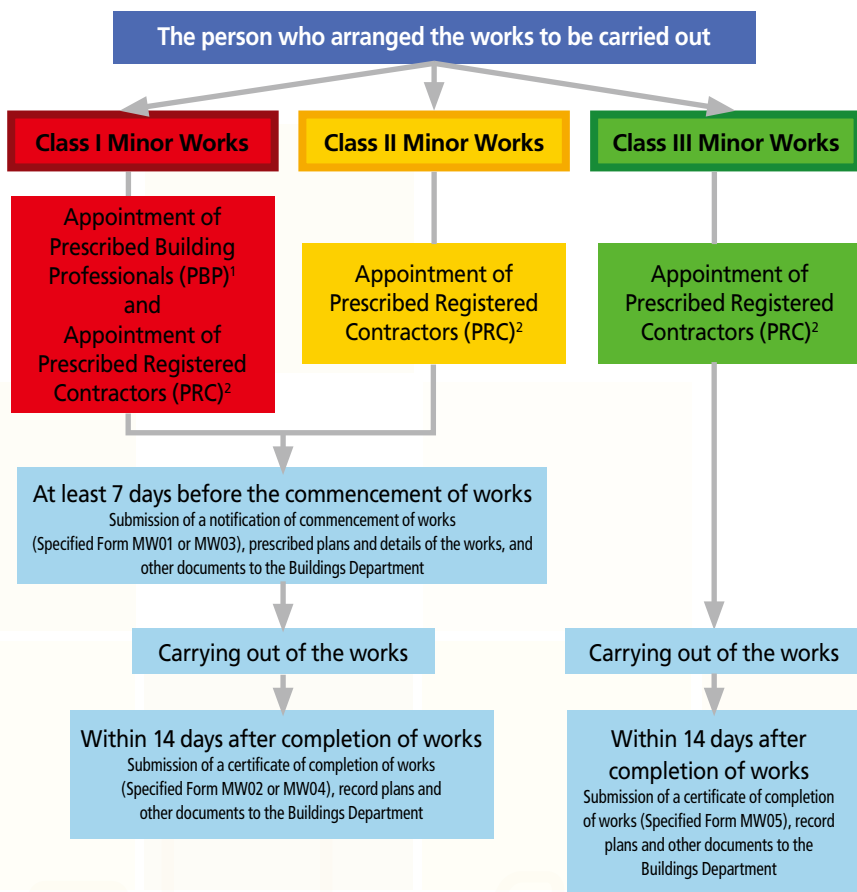 The person who arranged the works to be carried out
Class I Minor Works
Class II Minor Works
Class III Minor Works
Appointment of
Prescribed Building
Professionals (PBP)¹
and
Appointment of
Prescribed Registered
Contractors (PRC)²
Appointment of
Prescribed Registered
Contractors (PRC)²
Appointment of
Prescribed Registered
Contractors (PRC)²
At least 7 days before the commencement of works
Submission of a notification of commencement of works
(Specified Form MW01 or MW03), prescribed plans and details of the works, and
other documents to the Buildings Department
Carrying out of the works
Carrying out of the works
Within 14 days after completion of works
Submission of a certificate of completion of works
(Specified Form MW02 or MW04), record plans and
other documents to the Buildings Department
Within 14 days after
completion of works
Submission of a certificate of completion
of works (Specified Form MW05), record
plans and other documents to the
Buildings Department